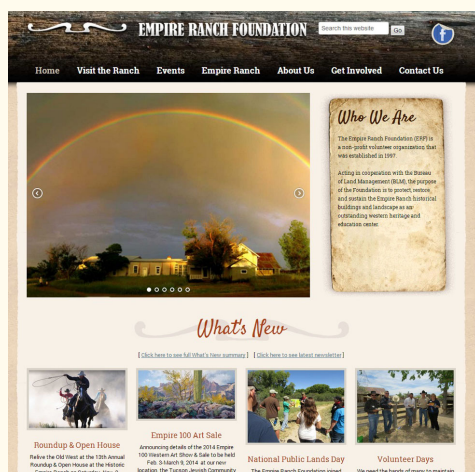 EMPIRE RANCH FOUNDATION
Search this website Go
Home Visit the Ranch Events Empire Ranch About Us Get Involved Contact Us
Who We Are
The Empire Ranch Foundation (ERF) is
a non-profit volunteer organization that
was established in 1997.
Acting in cooperation with the Bureau
of Land Management (BLM), the purpose
of the Foundation is to protect, restore
and sustain the Empire Ranch historical
buildings and landscape as an
outstanding western heritage and
education center.
What's New
[ Click here to see full What's New summary ] [ Click here to see latest newsletter ]
Roundup & Open House
Relive the Old West at the 13th Annual
Roundup & Open House at the Historic
Empire 100 Art Sale
Announcing details of the 2014 Empire
100 Western Art Show & Sale to be held
Feb. 3-March 9, 2014 at our new
location, the Tucson Jewish Community
National Public Lands Day
The Empire Ranch Foundation joined
Volunteer Days
We need the hands of many to maintain